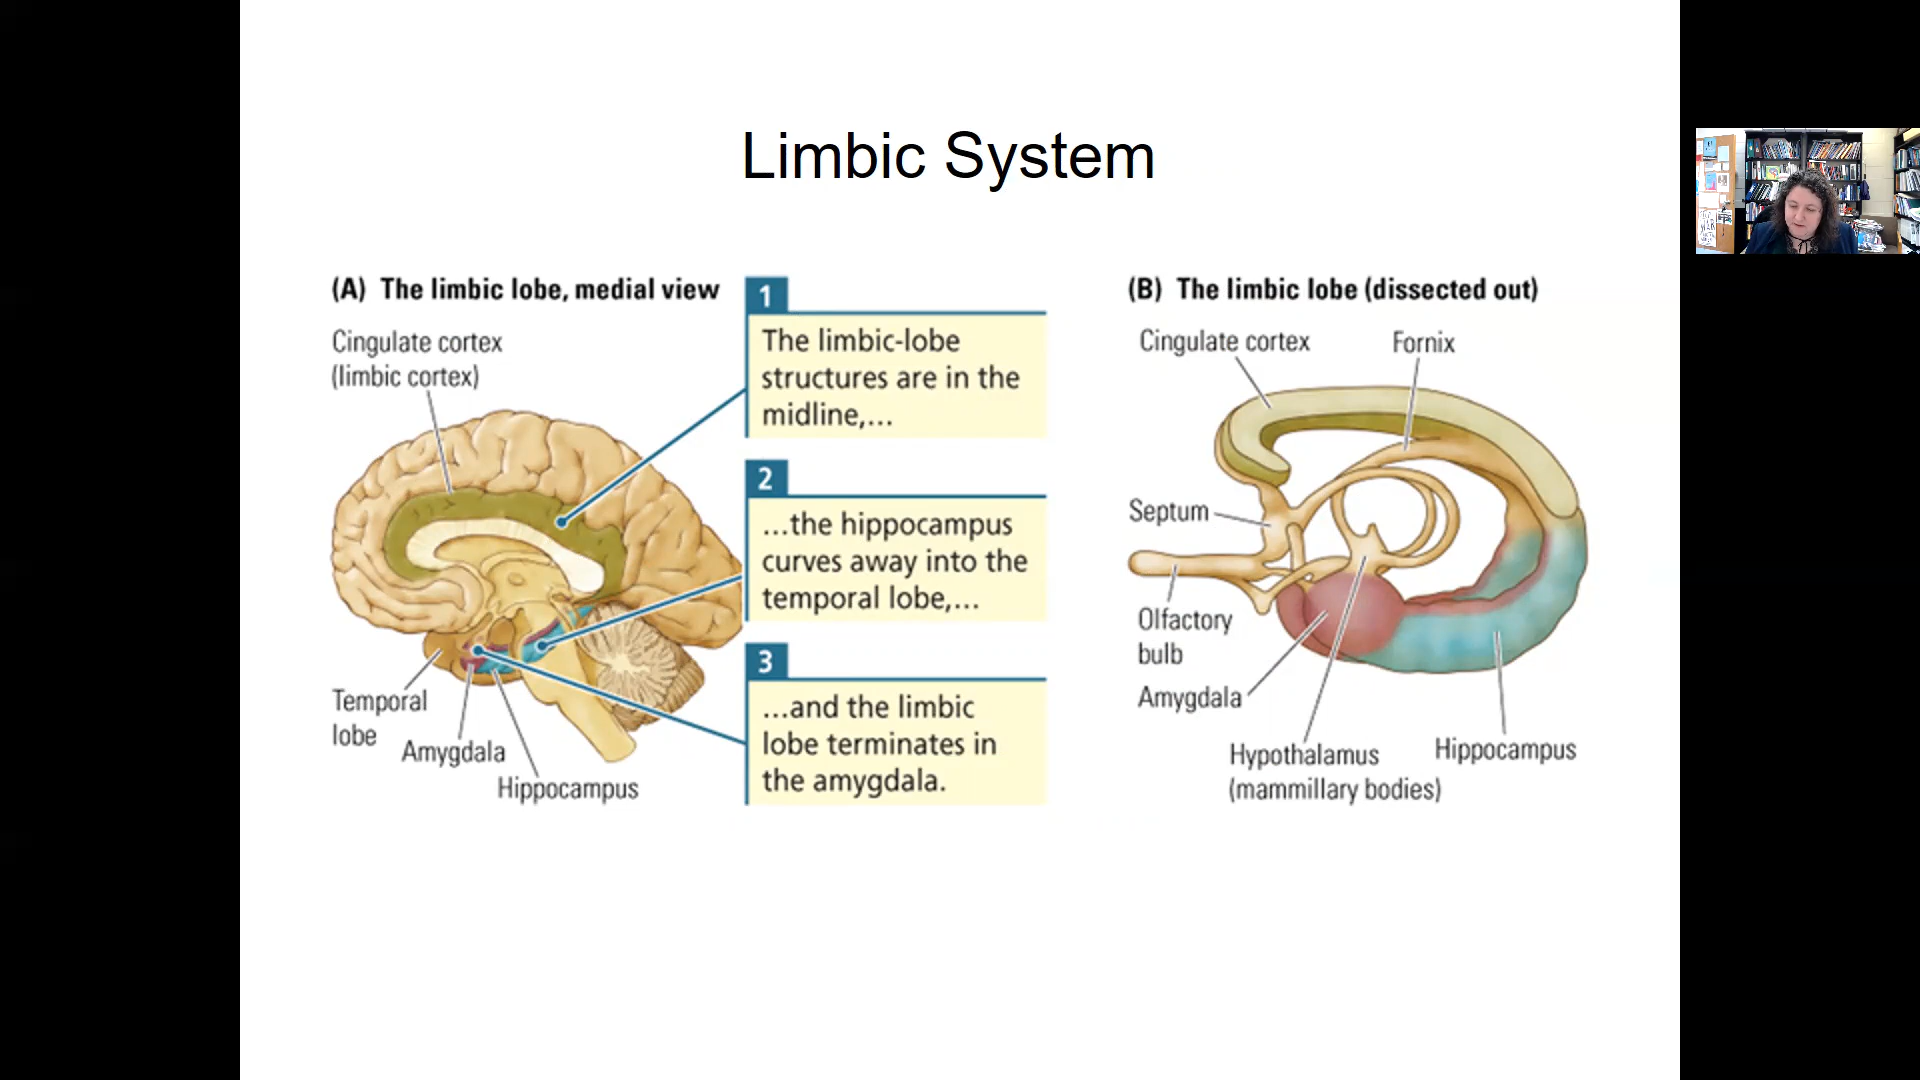 Limbic System
(A) The limbic lobe, medial view
Cingulate cortex
(limbic cortex)
Temporal
lobe
Amygdala
Hippocampus
1
The limbic-lobe
structures are in the
midline,...
2
...the hippocampus
curves away into the
temporal lobe,...
3
...and the limbic
lobe terminates in
the amygdala.
(B) The limbic lobe (dissected out)
Cingulate cortex
Fornix
Septum
Olfactory
bulb
Amygdala
Hypothalamus
(mammillary bodies)
Hippocampus